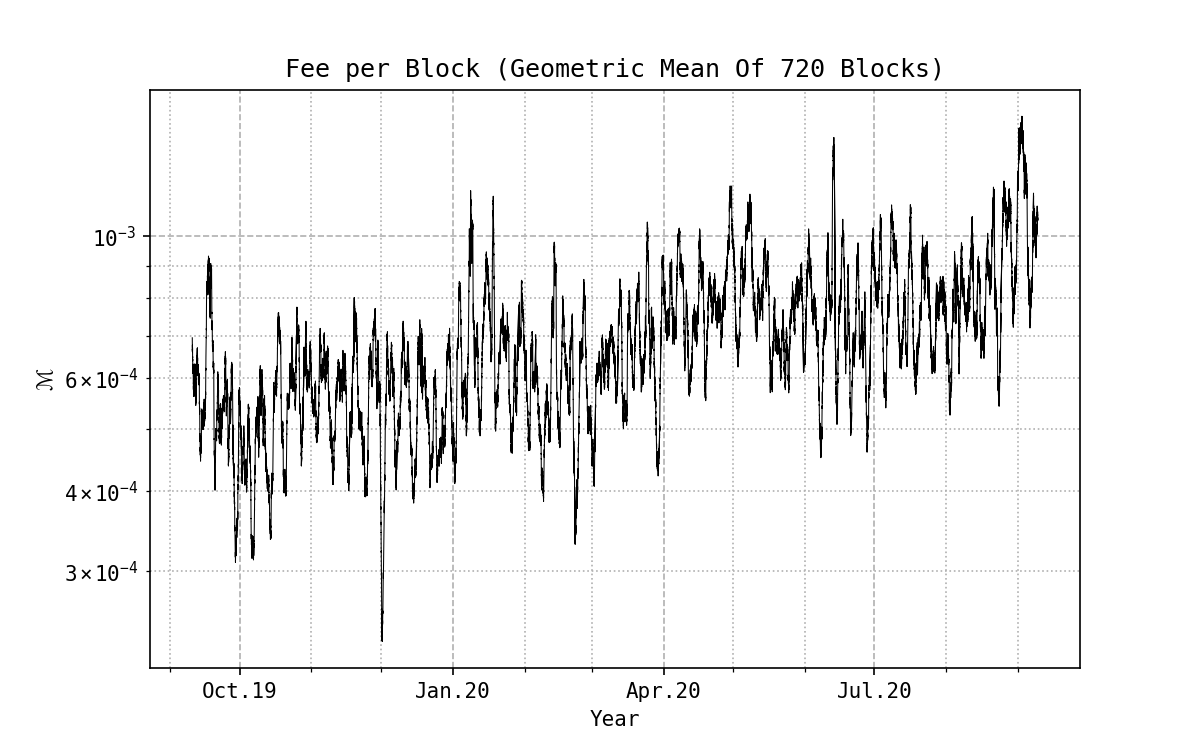 Fee per Block (Geometric Mean Of 720 Blocks)
10⁻³
6×10⁻⁴
4×10⁻⁴
3×10⁻⁴
ℳ
Oct.19 Jan.20 Apr.20 Jul.20
Year